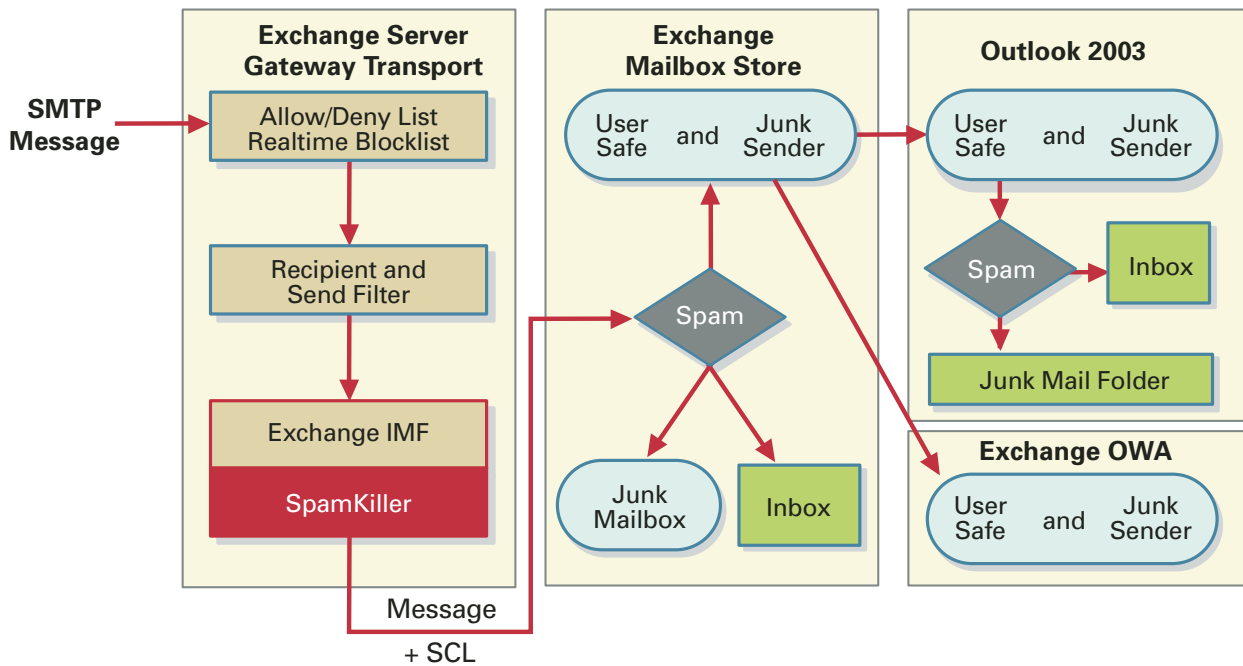 SMTP
Message
Exchange Server
Gateway Transport
Allow/Deny List
Realtime Blocklist
Recipient and
Send Filter
Exchange IMF
SpamKiller
Message
+ SCL
Exchange
Mailbox Store
User
Safe
and
Junk
Sender
Spam
Junk
Mailbox
Inbox
Outlook 2003
User
Safe
and
Junk
Sender
Spam
Inbox
Junk Mail Folder
Exchange OWA
User
Safe
and
Junk
Sender